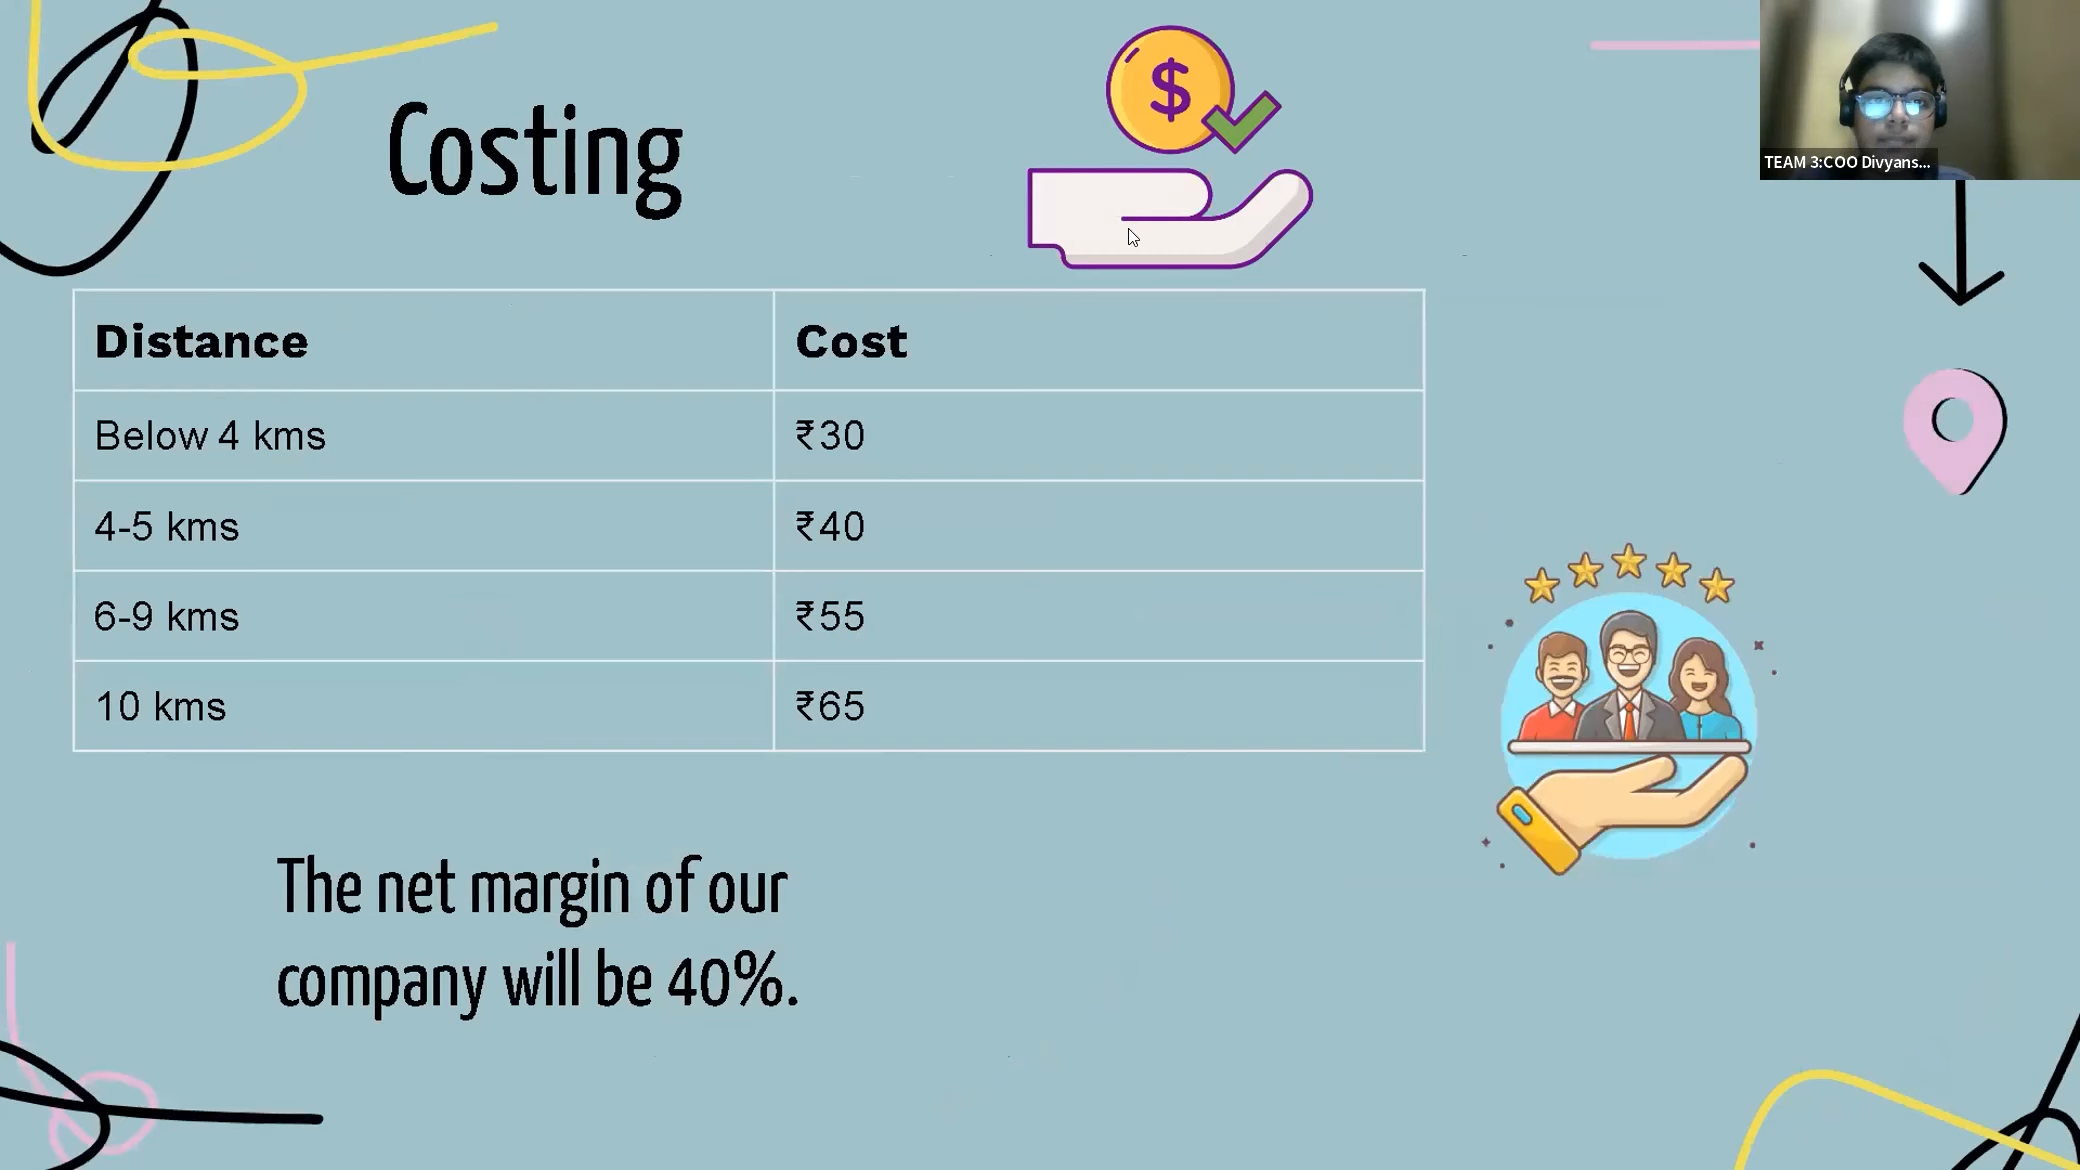 Costing
$
TEAM 3:COO Divyans...
Distance Cost
Below 4 kms ₹30
4-5 kms ₹40
6-9 kms ₹55
10 kms ₹65
The net margin of our
company will be 40%.